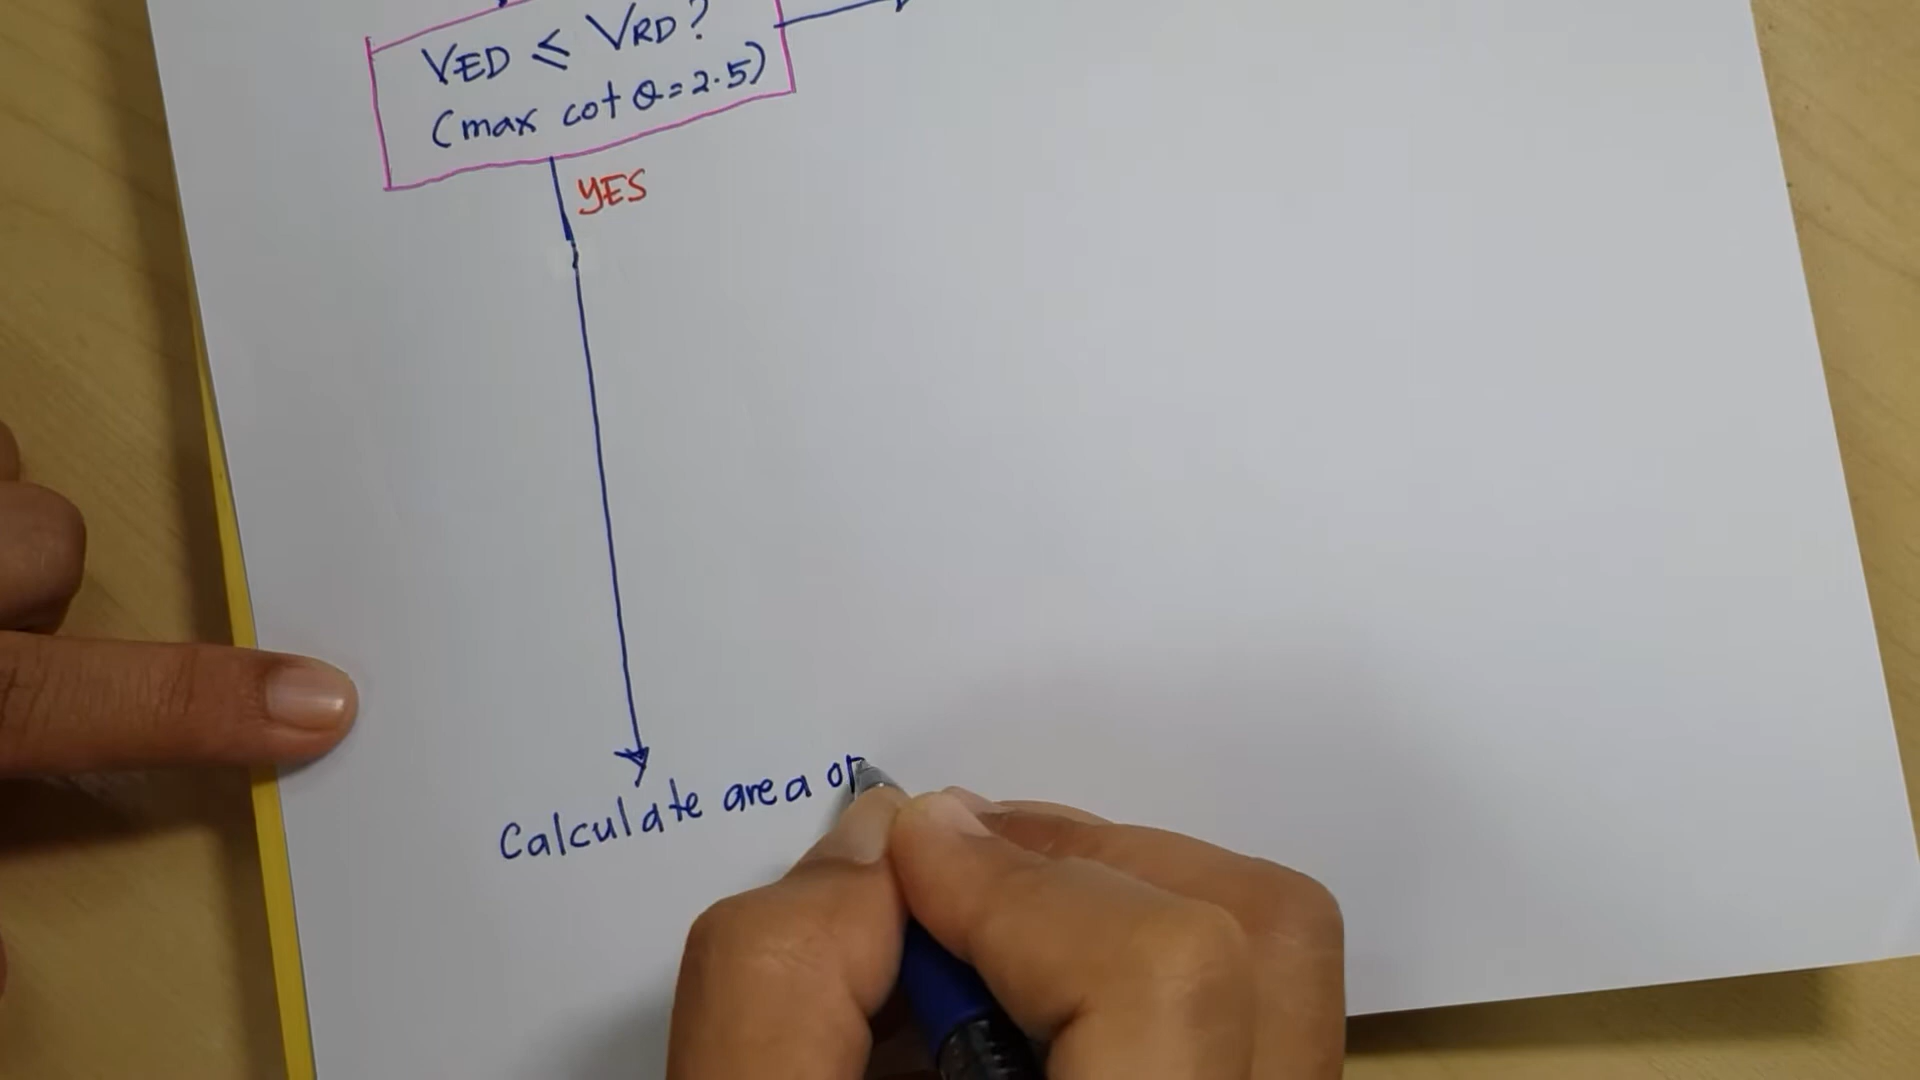 VED ≤ VRD?
(max cot θ = 2.5)
YES
Calculate area of